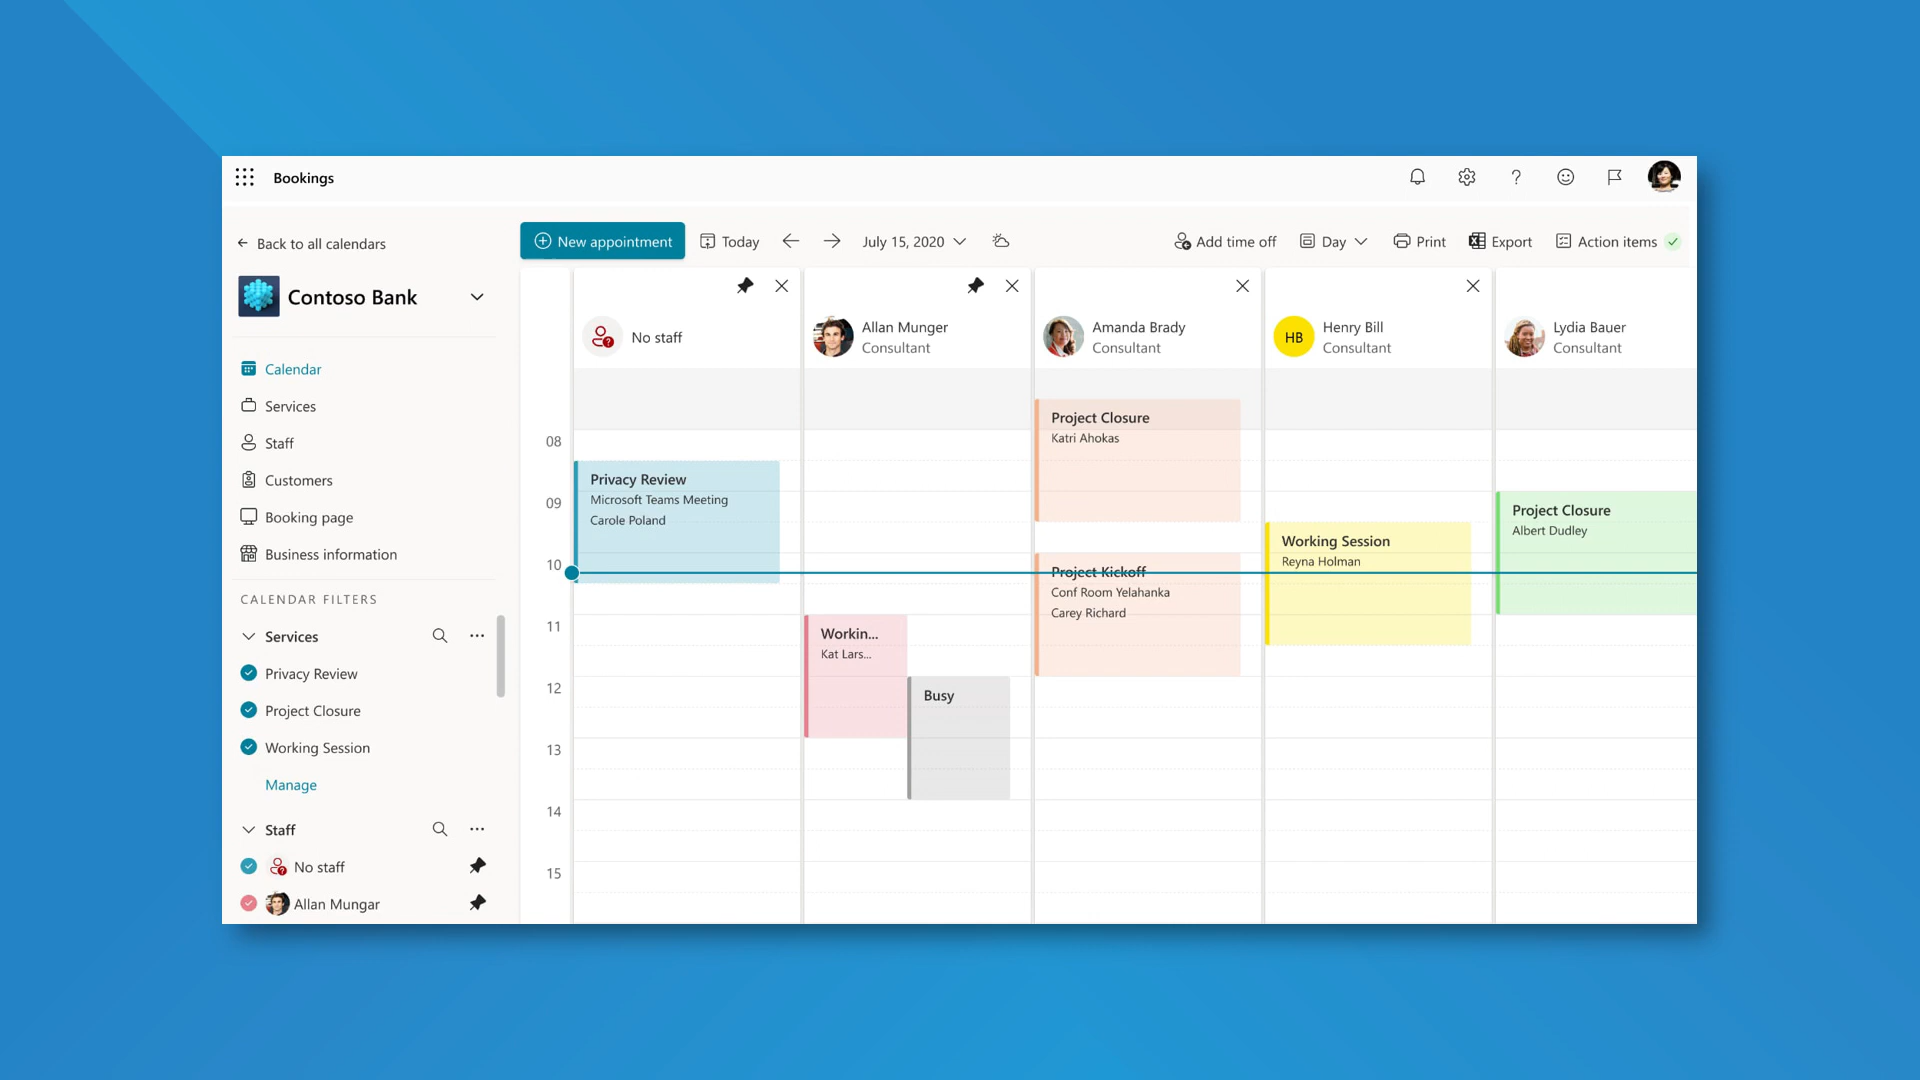 Bookings
Back to all calendars
Contoso Bank
Calendar
Services
Staff
Customers
Booking page
Business information
CALENDAR FILTERS
Services
Privacy Review
Project Closure
Working Session
Manage
Staff
No staff
Allan Mungar
New appointment
Today
July 15, 2020
Add time off
Day
Print
Export
Action items
No staff
Allan Munger
Consultant
Amanda Brady
Consultant
HB
Henry Bill
Consultant
Lydia Bauer
Consultant
08
09
10
11
12
13
14
15
Privacy Review
Microsoft Teams Meeting
Carole Poland
Workin...
Kat Lars...
Busy
Project Closure
Katri Ahokas
Project Kickoff
Conf Room Yelahanka
Carey Richard
Working Session
Reyna Holman
Project Closure
Albert Dudley